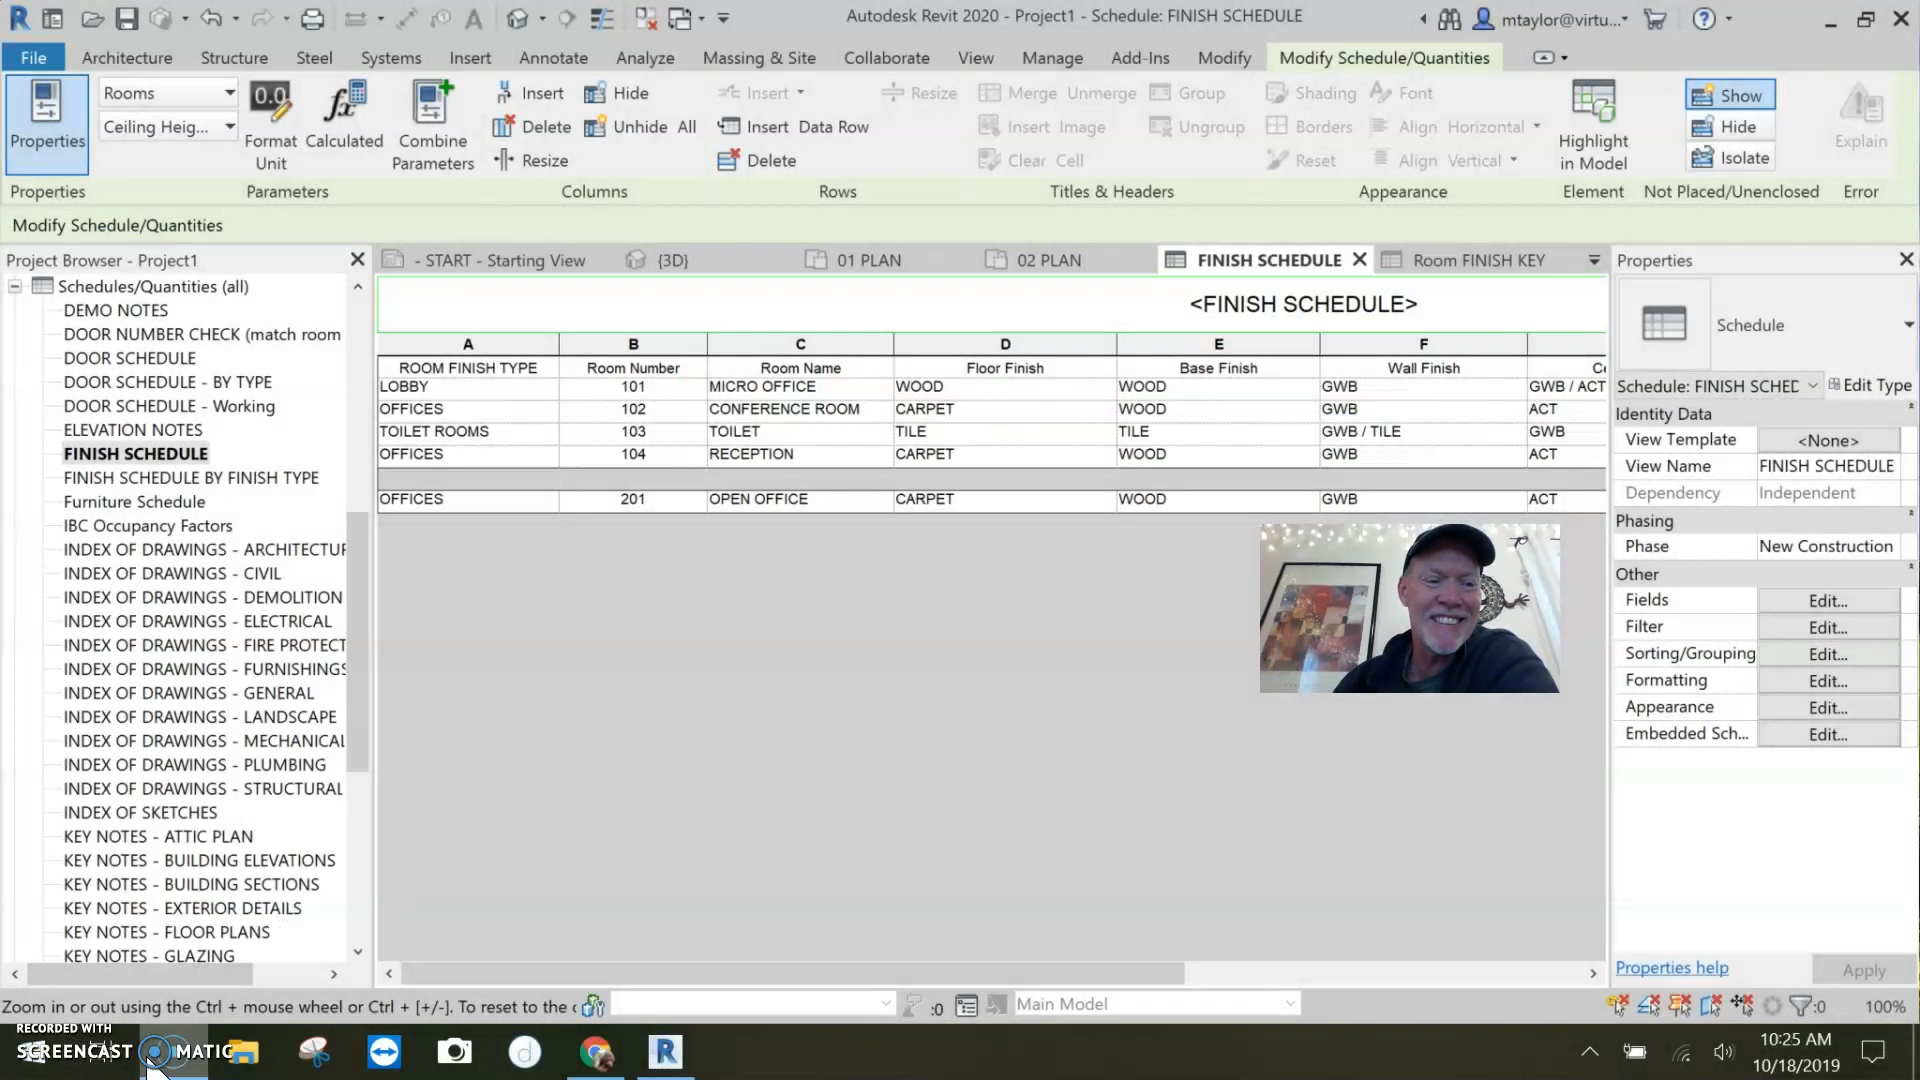 Autodesk Revit 2020 - Project1 - Schedule: FINISH SCHEDULE
mtaylor@virtu...
File Architecture Structure Steel Systems Insert Annotate Analyze Massing & Site Collaborate View Manage Add-Ins Modify Modify Schedule/Quantities
Properties
Rooms
Ceiling Heig...
Format Unit
Calculated
Combine Parameters
Insert
Delete
Resize
Hide
Unhide All
Insert
Insert Data Row
Delete
Resize
Merge Unmerge
Insert Image
Clear Cell
Group
Ungroup
Shading
Borders
Reset
Font
Align Horizontal
Align Vertical
Highlight in Model
Show
Hide
Isolate
Explain
Properties Parameters Columns Rows Titles & Headers Appearance Element Not Placed/Unenclosed Error
Modify Schedule/Quantities
Project Browser - Project1
Schedules/Quantities (all)
DEMO NOTES
DOOR NUMBER CHECK (match room
DOOR SCHEDULE
DOOR SCHEDULE - BY TYPE
DOOR SCHEDULE - Working
ELEVATION NOTES
FINISH SCHEDULE
FINISH SCHEDULE BY FINISH TYPE
Furniture Schedule
IBC Occupancy Factors
INDEX OF DRAWINGS - ARCHITECTUR
INDEX OF DRAWINGS - CIVIL
INDEX OF DRAWINGS - DEMOLITION
INDEX OF DRAWINGS - ELECTRICAL
INDEX OF DRAWINGS - FIRE PROTECT
INDEX OF DRAWINGS - FURNISHINGS
INDEX OF DRAWINGS - GENERAL
INDEX OF DRAWINGS - LANDSCAPE
INDEX OF DRAWINGS - MECHANICAL
INDEX OF DRAWINGS - PLUMBING
INDEX OF DRAWINGS - STRUCTURAL
INDEX OF SKETCHES
KEY NOTES - ATTIC PLAN
KEY NOTES - BUILDING ELEVATIONS
KEY NOTES - BUILDING SECTIONS
KEY NOTES - EXTERIOR DETAILS
KEY NOTES - FLOOR PLANS
KEY NOTES - GLAZING
- START - Starting View {3D} 01 PLAN 02 PLAN FINISH SCHEDULE Room FINISH KEY
<FINISH SCHEDULE>
A B C D E F
ROOM FINISH TYPE Room Number Room Name Floor Finish Base Finish Wall Finish Ce
LOBBY 101 MICRO OFFICE WOOD WOOD GWB GWB / ACT
OFFICES 102 CONFERENCE ROOM CARPET WOOD GWB ACT
TOILET ROOMS 103 TOILET TILE TILE GWB / TILE GWB
OFFICES 104 RECEPTION CARPET WOOD GWB ACT
OFFICES 201 OPEN OFFICE CARPET WOOD GWB ACT
Properties
Schedule
Schedule: FINISH SCHED Edit Type
Identity Data
View Template <None>
View Name FINISH SCHEDULE
Dependency Independent
Phasing
Phase New Construction
Other
Fields Edit...
Filter Edit...
Sorting/Grouping Edit...
Formatting Edit...
Appearance Edit...
Embedded Sch... Edit...
Properties help Apply
Zoom in or out using the Ctrl + mouse wheel or Ctrl + [+/-]. To reset to the c
:0
Main Model
:0
100%
RECORDED WITH
SCREENCAST MATIC
10:25 AM
10/18/2019